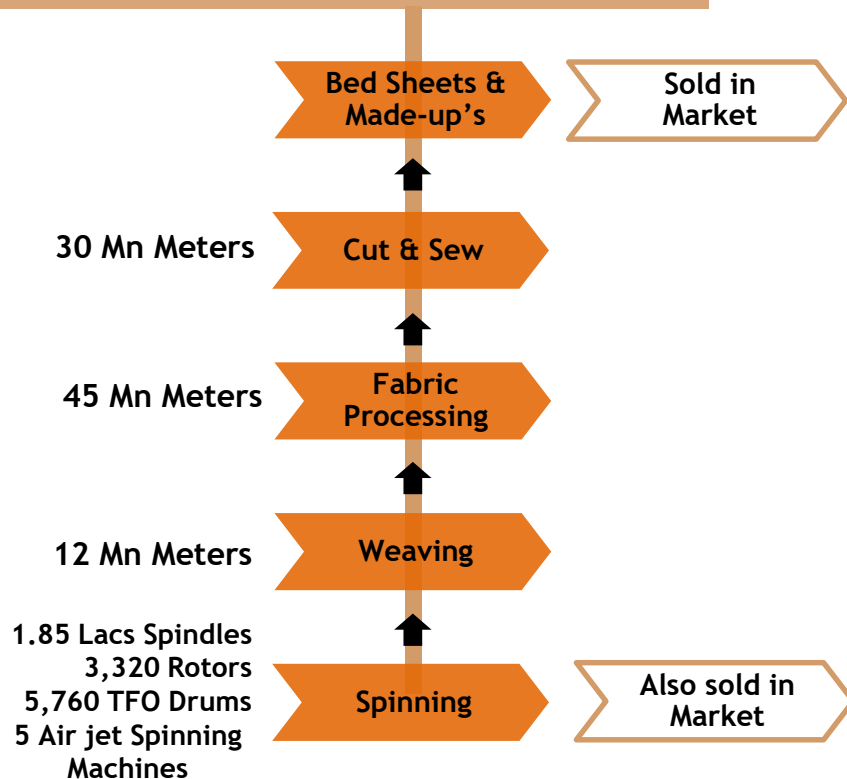 Bed Sheets &
Made-up’s
Sold in
Market
30 Mn Meters
Cut & Sew
45 Mn Meters
Fabric
Processing
12 Mn Meters
Weaving
1.85 Lacs Spindles
3,320 Rotors
5,760 TFO Drums
5 Air jet Spinning
Machines
Spinning
Also sold in
Market